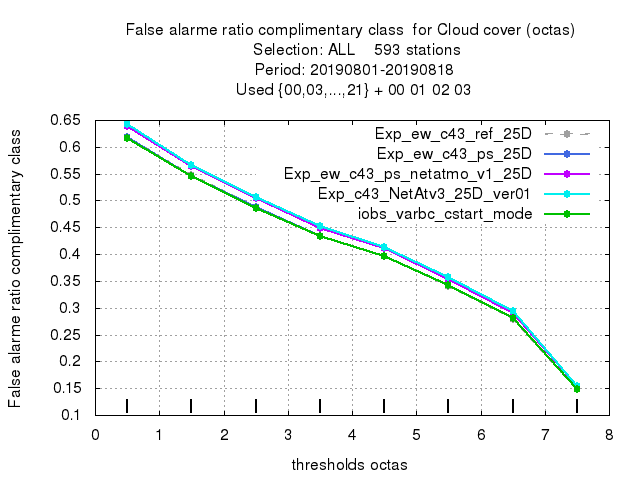 False alarme ratio complimentary class  for Cloud cover (octas)
Selection: ALL    593 stations
Period: 20190801-20190818
Used {00,03,...,21} + 00 01 02 03
Exp_ew_c43_ref_25D
Exp_ew_c43_ps_25D
Exp_ew_c43_ps_netatmo_v1_25D
Exp_c43_NetAtv3_25D_ver01
iobs_varbc_cstart_mode
False alarme ratio complimentary class
0.65
0.6
0.55
0.5
0.45
0.4
0.35
0.3
0.25
0.2
0.15
0.1
0 1 2 3 4 5 6 7 8
thresholds octas